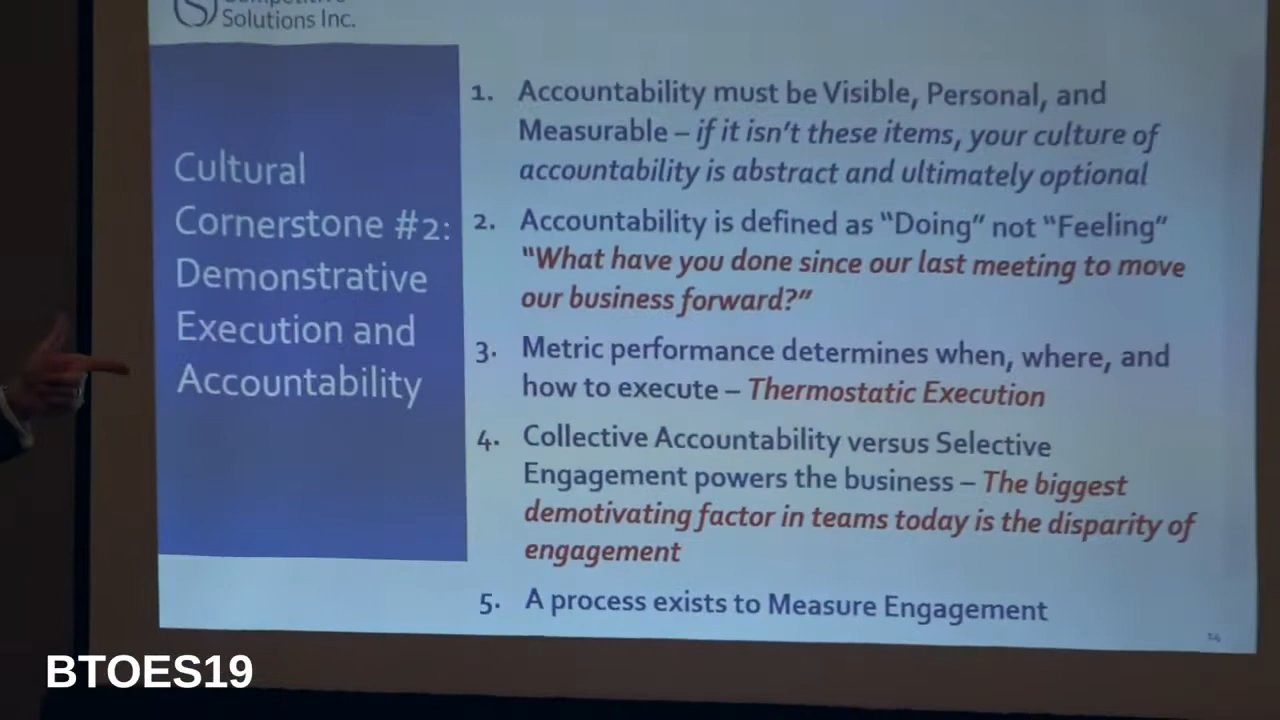 Solutions Inc.
Cultural
Cornerstone #2:
Demonstrative
Execution and
Accountability
1. Accountability must be Visible, Personal, and
Measurable – if it isn't these items, your culture of
accountability is abstract and ultimately optional
2. Accountability is defined as "Doing" not "Feeling"
"What have you done since our last meeting to move
our business forward?"
3. Metric performance determines when, where, and
how to execute – Thermostatic Execution
4. Collective Accountability versus Selective
Engagement powers the business – The biggest
demotivating factor in teams today is the disparity of
engagement
5. A process exists to Measure Engagement
BTOES19